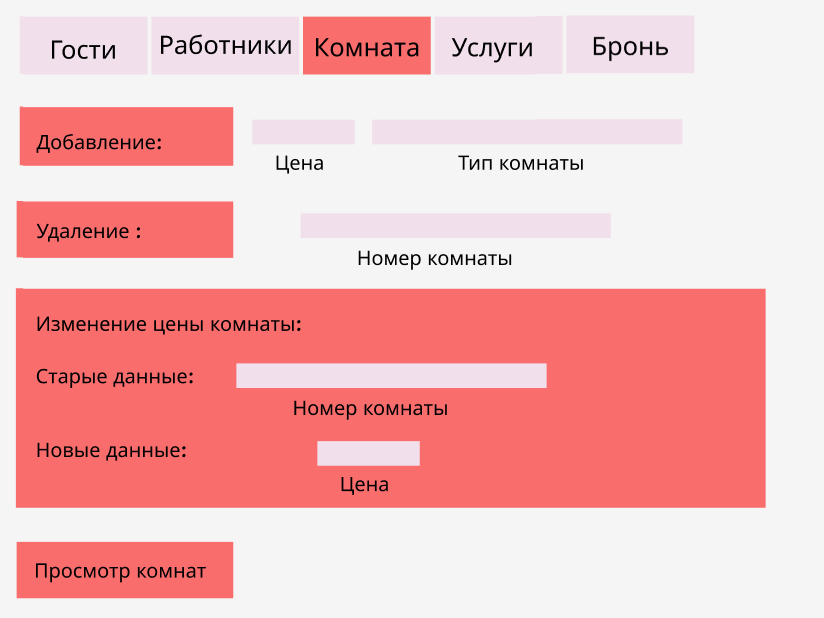 Гости Работники Комната Услуги Бронь
Добавление:
Цена Тип комнаты
Удаление :
Номер комнаты
Изменение цены комнаты:
Старые данные:
Номер комнаты
Новые данные:
Цена
Просмотр комнат